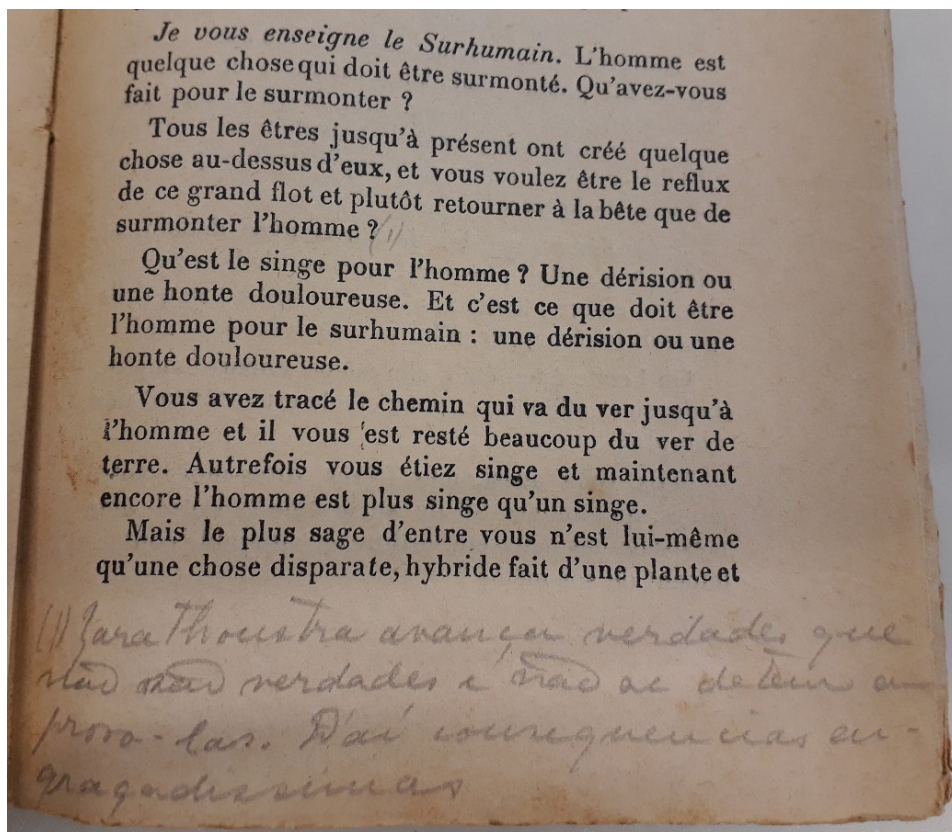 Je vous enseigne le Surhumain. L'homme est
quelque chose qui doit être surmonté. Qu'avez-vous
fait pour le surmonter ?
Tous les êtres jusqu'à présent ont créé quelque
chose au-dessus d'eux, et vous voulez être le reflux
de ce grand flot et plutôt retourner à la bête que de
surmonter l'homme ? (1)
Qu'est le singe pour l'homme ? Une dérision ou
une honte douloureuse. Et c'est ce que doit être
l'homme pour le surhumain : une dérision ou une
honte douloureuse.
Vous avez tracé le chemin qui va du ver jusqu'à
l'homme et il vous est resté beaucoup du ver de
terre. Autrefois vous étiez singe et maintenant
encore l'homme est plus singe qu'un singe.
Mais le plus sage d'entre vous n'est lui-même
qu'une chose disparate, hybride fait d'une plante et
(1) Zarathoustra avança verdades que
não são verdades e não se detem em
prova-las. D'aí consequencias en-
graçadissimas